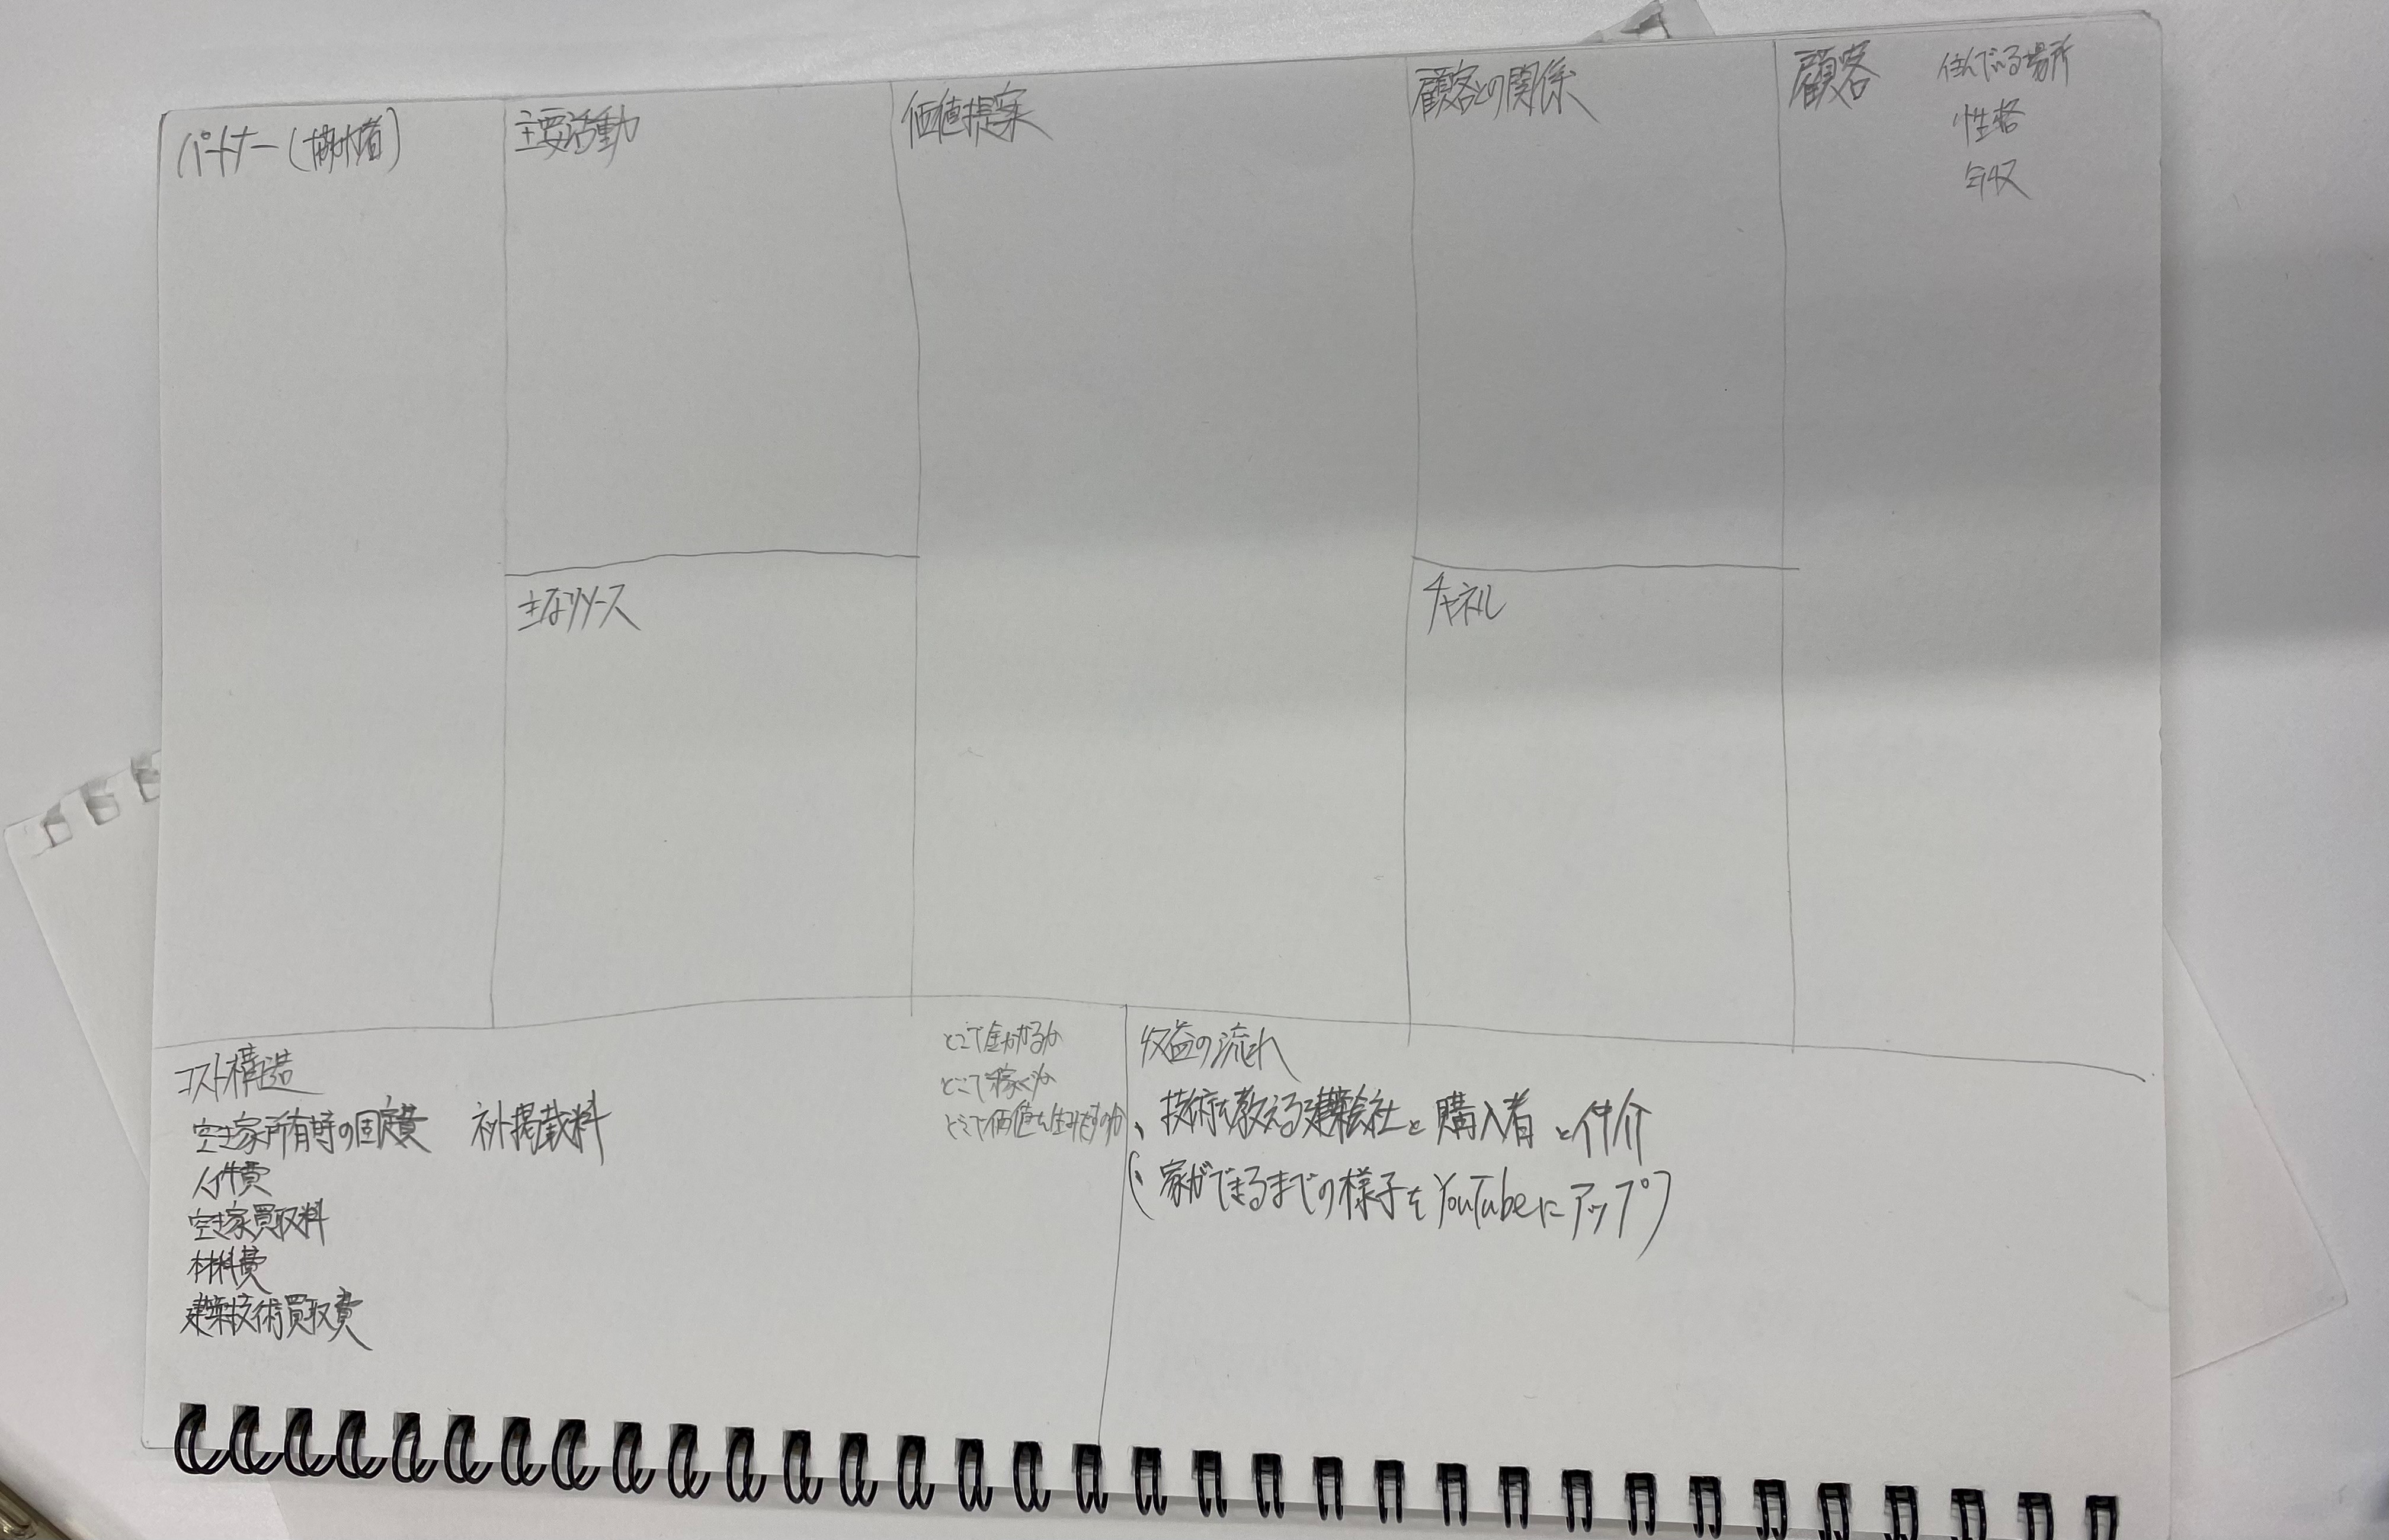 パートナー(協力者)
主要活動
価値提案
顧客との関係
顧客
住んでいる場所
性格
年収
主なリソース
チャネル
コスト構造
空き家所有時の固定費 ネット掲載料
人件費
空き家買取料
材料費
建築技術買取費
どこで金かかるか
どこで稼ぐか
どこで価値を生みだすのか
収益の流れ
、技術を教える建築会社と購入者と仲介
(、家ができるまでの様子をYouTubeにアップ)